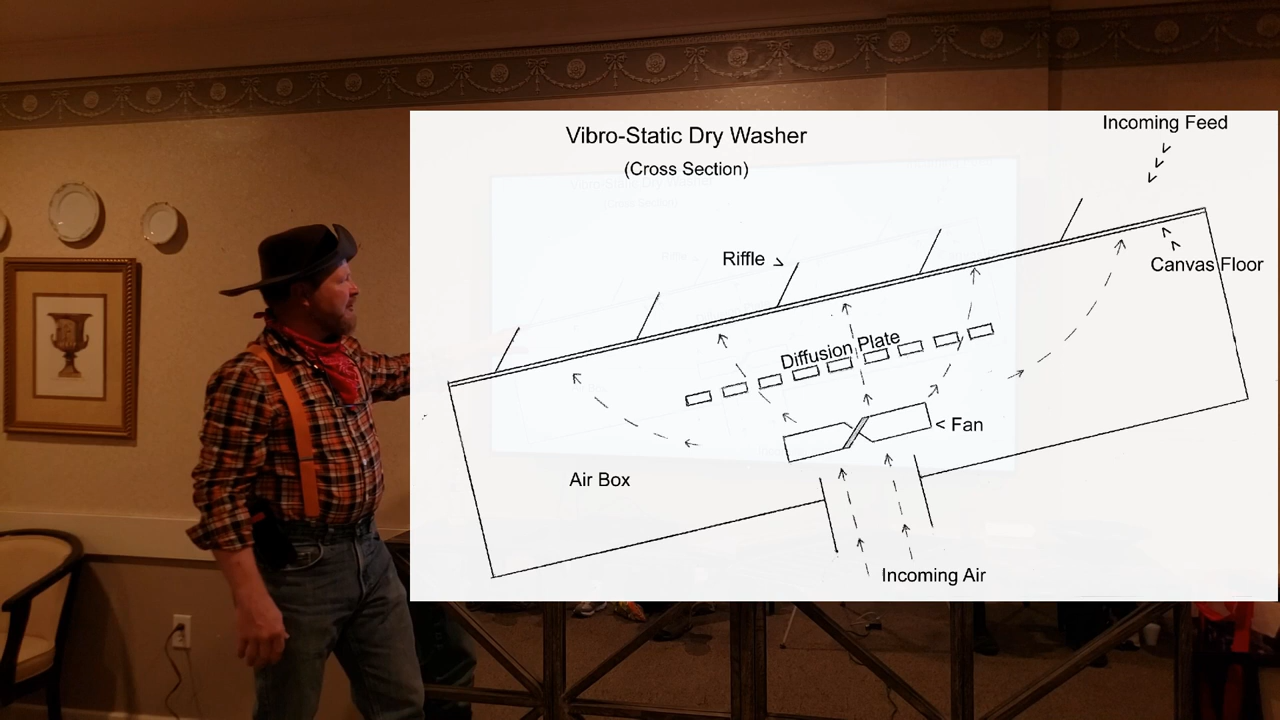 Vibro-Static Dry Washer
(Cross Section)
Incoming Feed
Riffle
Canvas Floor
Diffusion Plate
< Fan
Air Box
Incoming Air